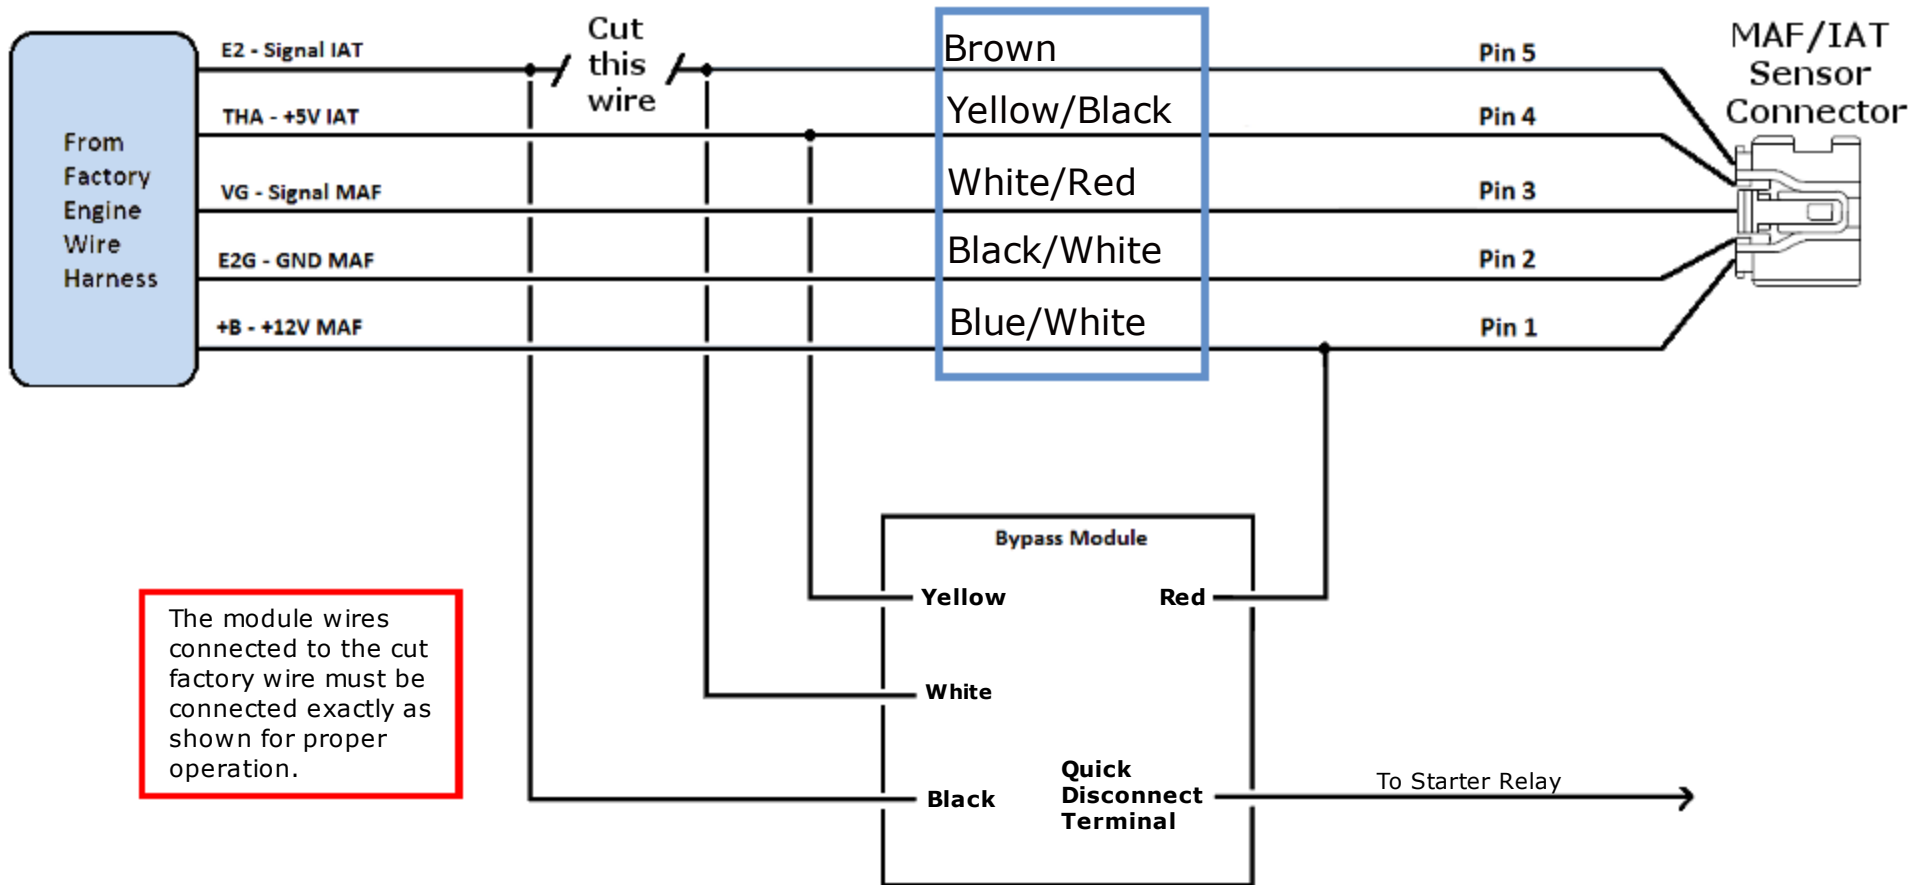 E2 - Signal IAT
Cut
this
wire
Brown
Pin 5
MAF/IAT
Sensor
Connector
THA - +5V IAT
Yellow/Black
Pin 4
From
Factory
Engine
Wire
Harness
VG - Signal MAF
White/Red
Pin 3
E2G - GND MAF
Black/White
Pin 2
+B - +12V MAF
Blue/White
Pin 1
Bypass Module
Yellow
Red
White
Black
Quick
Disconnect
Terminal
To Starter Relay
The module wires
connected to the cut
factory wire must be
connected exactly as
shown for proper
operation.